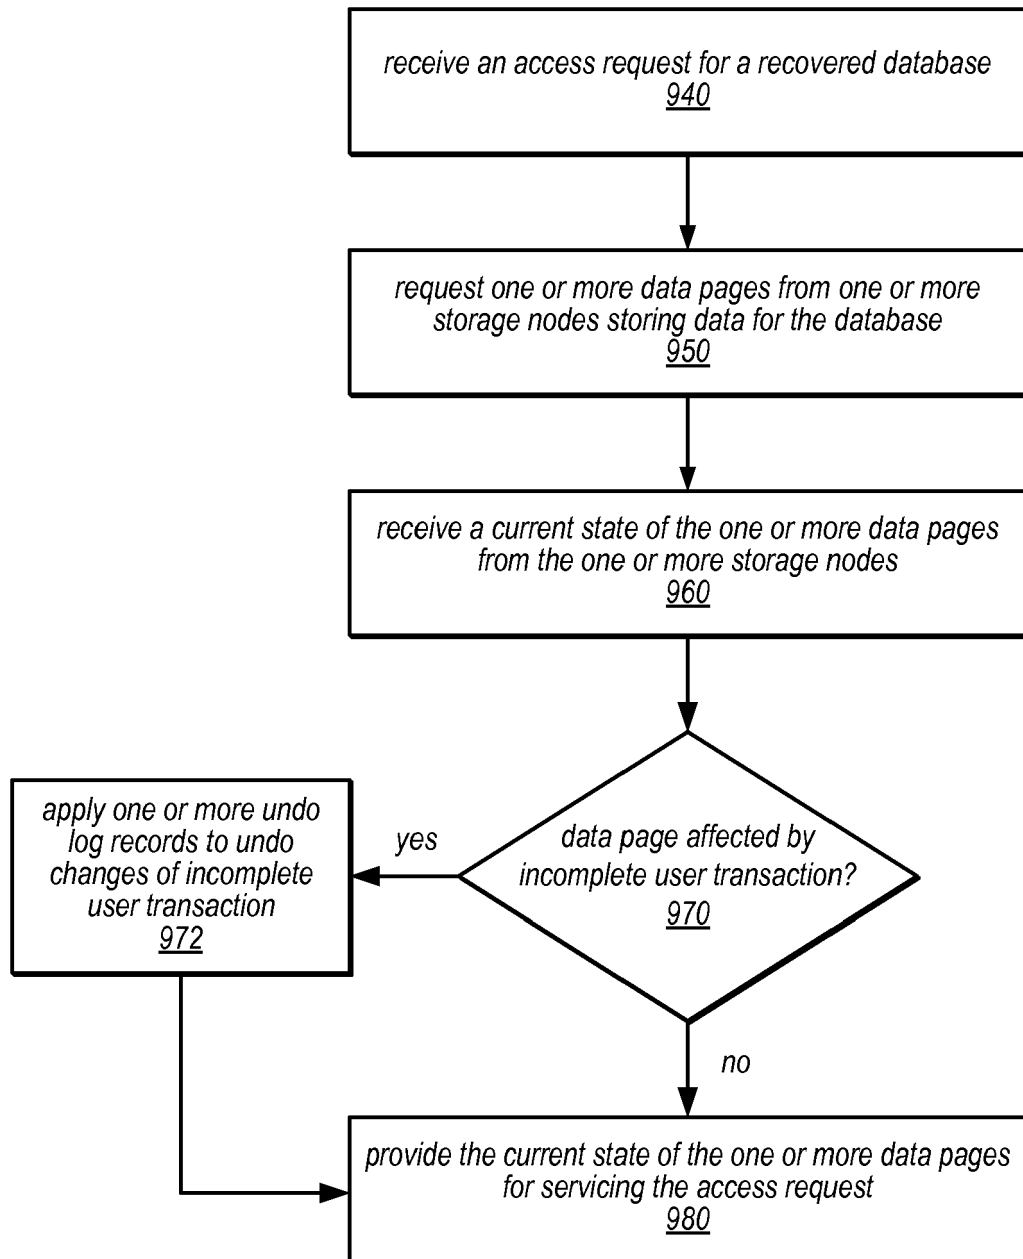 receive an access request for a recovered database
940
request one or more data pages from one or more
storage nodes storing data for the database
950
receive a current state of the one or more data pages
from the one or more storage nodes
960
data page affected by
incomplete user transaction?
970
yes
apply one or more undo
log records to undo
changes of incomplete
user transaction
972
no
provide the current state of the one or more data pages
for servicing the access request
980